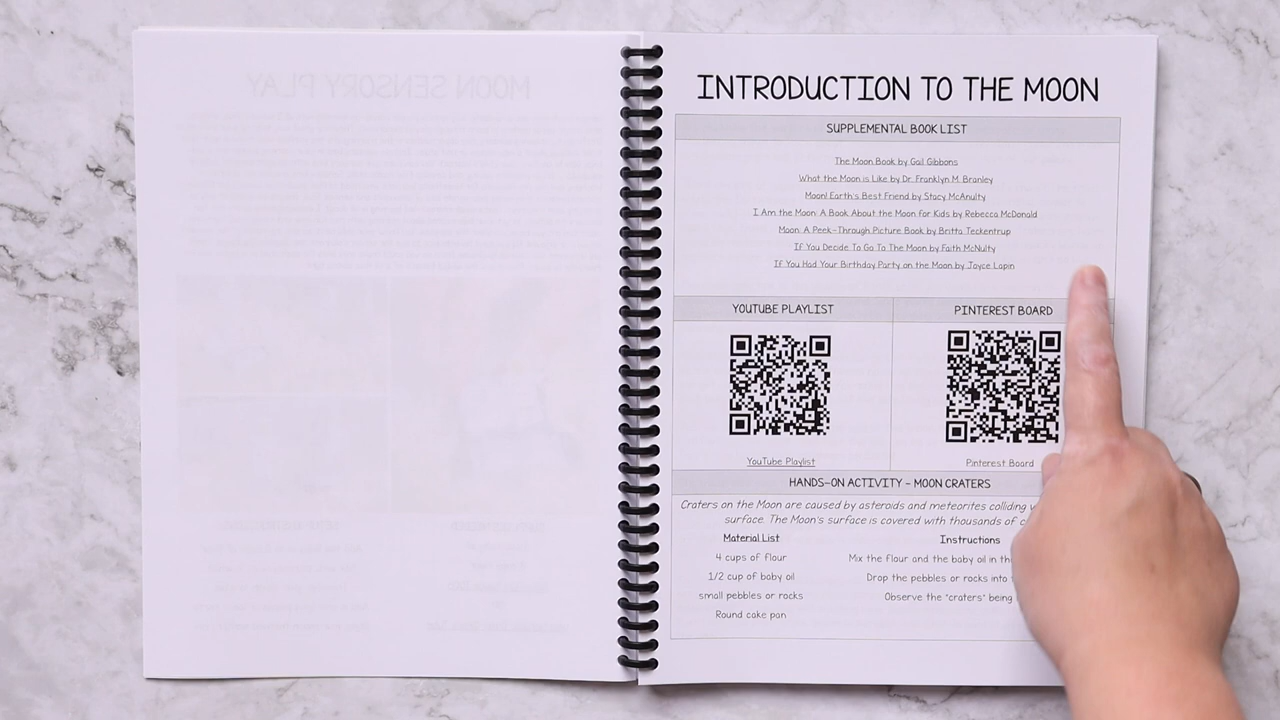 MOON SENSORY PLAY
INTRODUCTION TO THE MOON
SUPPLEMENTAL BOOK LIST
The Moon Book by Gail Gibbons
What the Moon is Like by Dr. Franklyn M. Branley
Moon! Earth's Best Friend by Stacy McAnulty
I Am the Moon: A Book About the Moon for Kids by Rebecca McDonald
Moon: A Peek-Through Picture Book by Britta Teckentrup
If You Decide To Go To The Moon by Faith McNulty
If You Had Your Birthday Party on the Moon by Joyce Lapin
YOUTUBE PLAYLIST
PINTEREST BOARD
YouTube Playlist
Pinterest Board
HANDS-ON ACTIVITY - MOON CRATERS
Craters on the Moon are caused by asteroids and meteorites colliding
surface. The Moon's surface is covered with thousands of
Material List
4 cups of flour
1/2 cup of baby oil
small pebbles or rocks
Round cake pan
Instructions
Mix the flour and the baby oil in
Drop the pebbles or rocks into
Observe the "craters" being